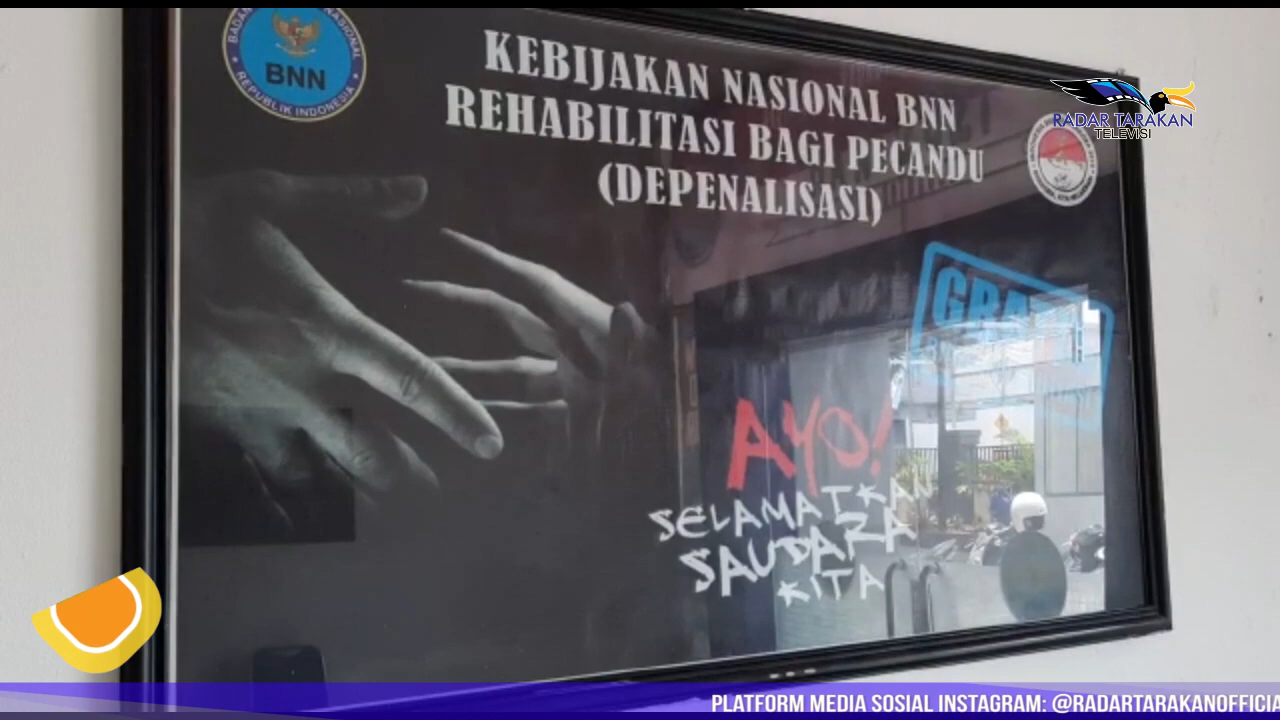 BNN
REPUBLIK INDONESIA
KEBIJAKAN NASIONAL BNN
REHABILITASI BAGI PECANDU
(DEPENALISASI)
RADAR TARAKAN
TELEVISI
AYO!
SELAMATKAN
SAUDARA
KITA
PLATFORM MEDIA SOSIAL INSTAGRAM: @RADARTARAKANOFFICIA